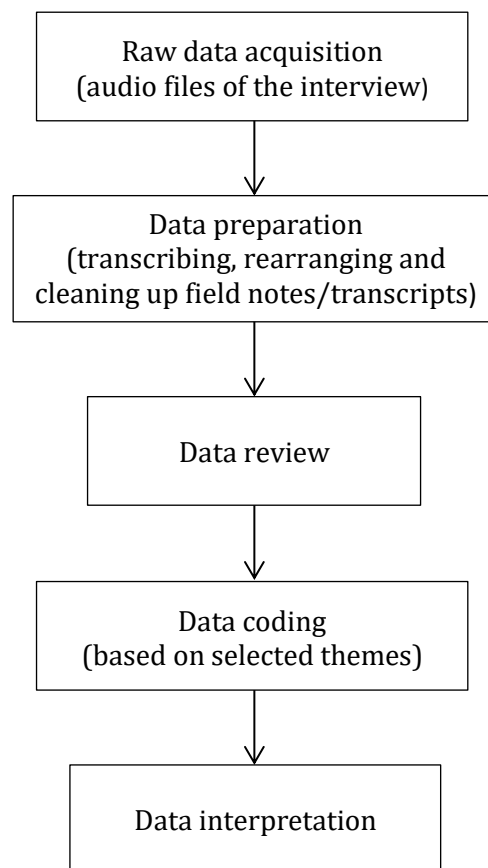 Raw data acquisition
(audio files of the interview)
Data preparation
(transcribing, rearranging and
cleaning up field notes/transcripts)
Data review
Data coding
(based on selected themes)
Data interpretation